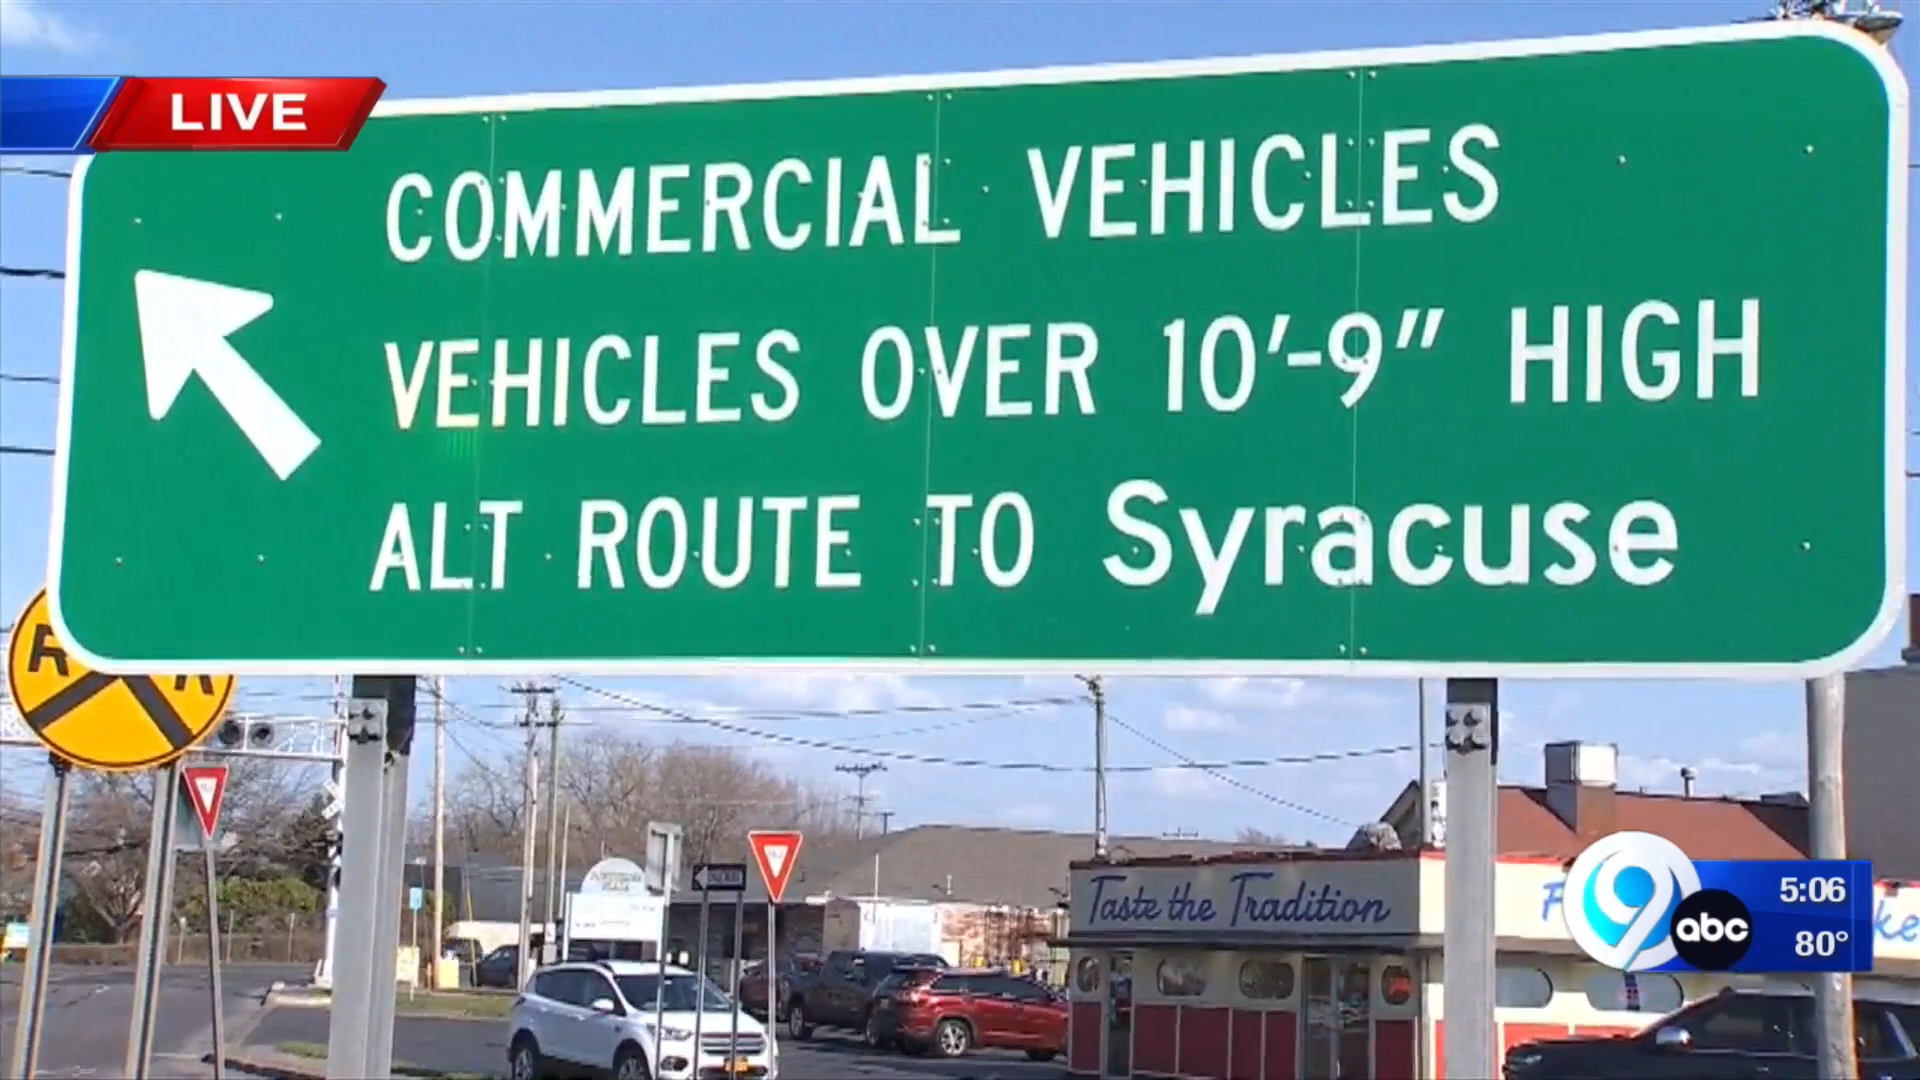 LIVE
COMMERCIAL VEHICLES
VEHICLES OVER 10'-9" HIGH
ALT ROUTE TO Syracuse
R R
Taste the Tradition
9
abc
5:06
80°